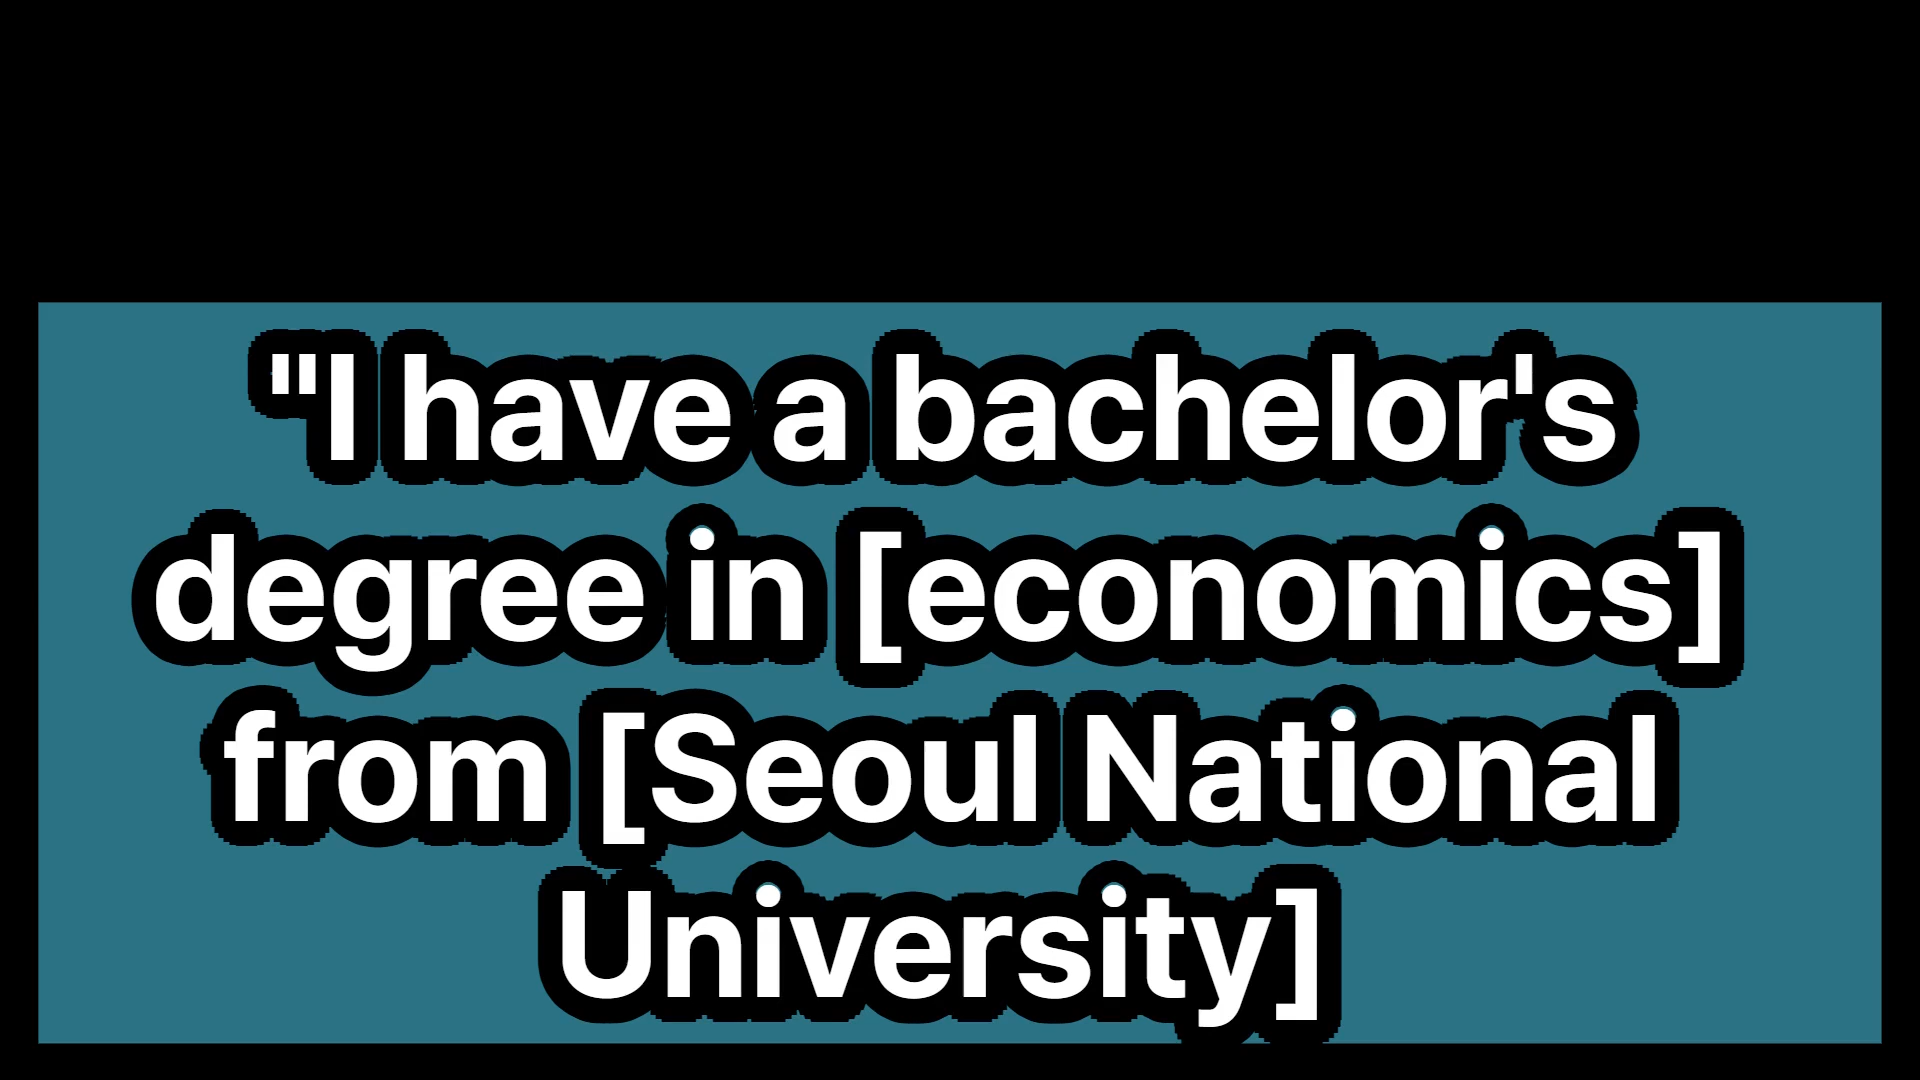 "I have a bachelor's
degree in [economics]
from [Seoul National
University]